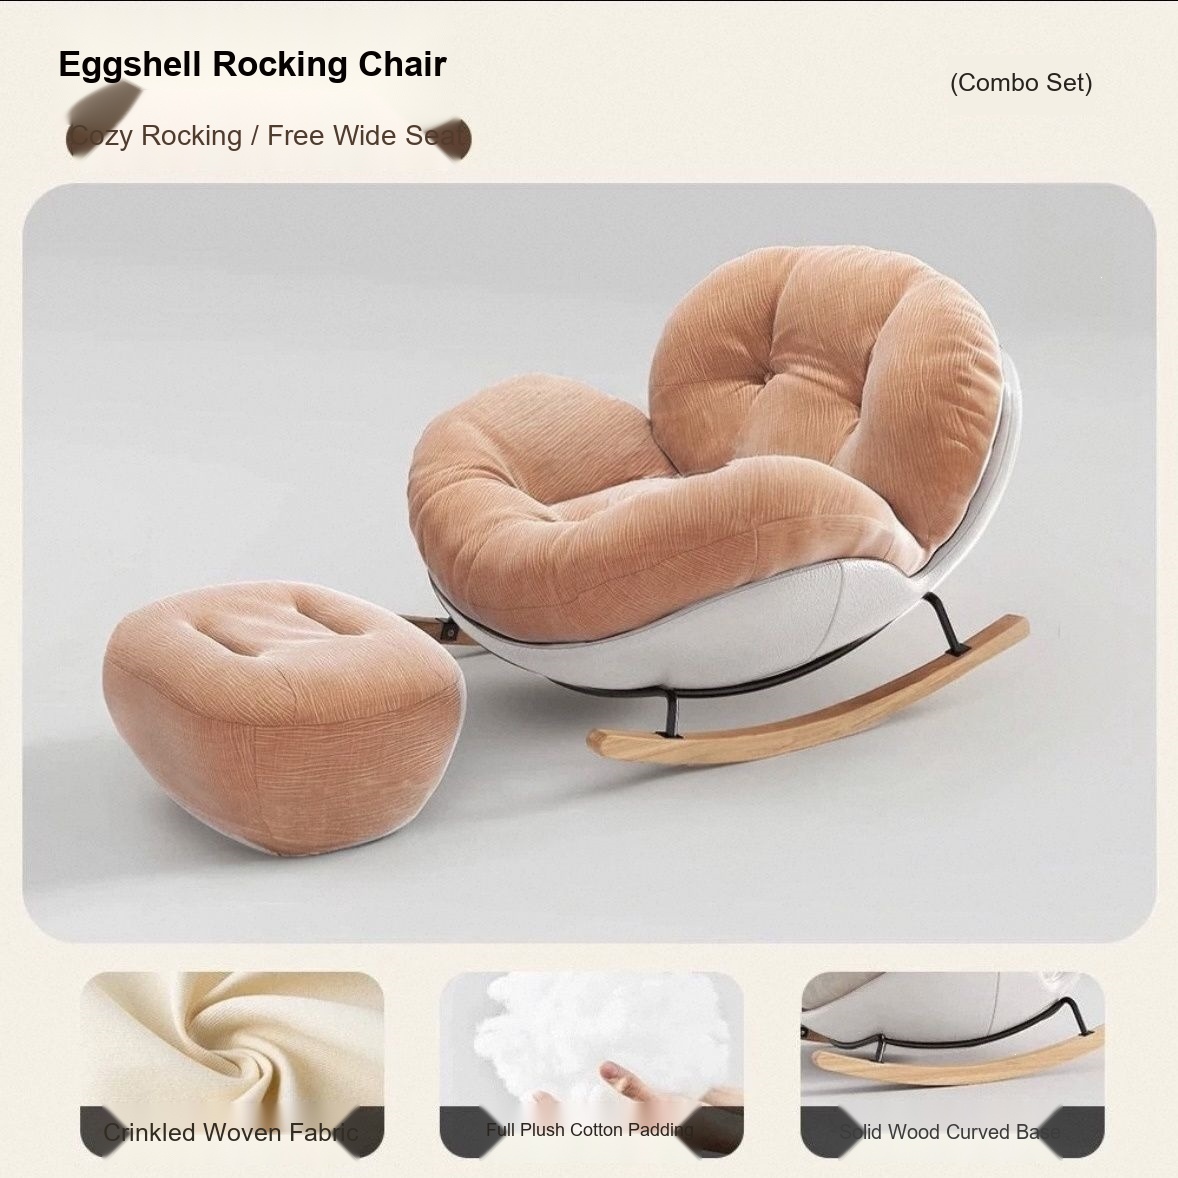 Eggshell Rocking Chair
(Combo Set)
Cozy Rocking / Free Wide Seat
Crinkled Woven Fabric
Full Plush Cotton Padding
Solid Wood Curved Base